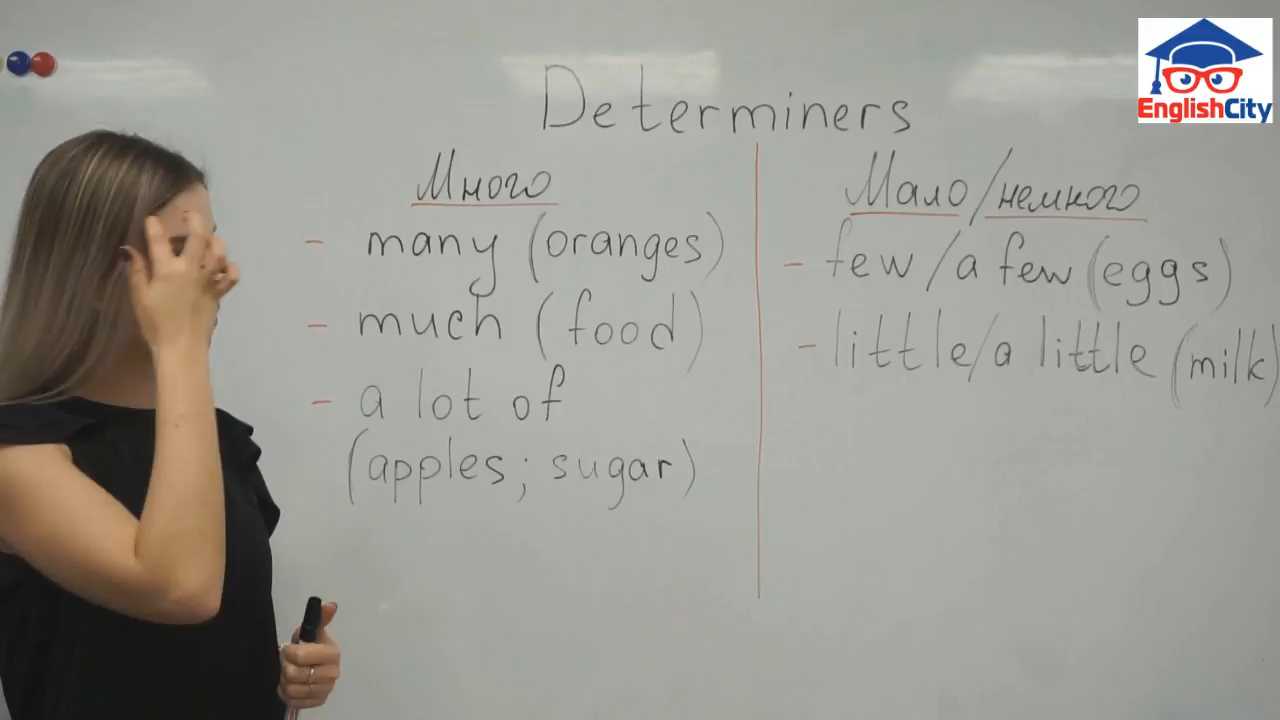 EnglishCity
Determiners
Много
- many (oranges)
- much (food)
- a lot of
(apples; sugar)
Мало/немного
- few/a few (eggs)
- little/a little (milk)